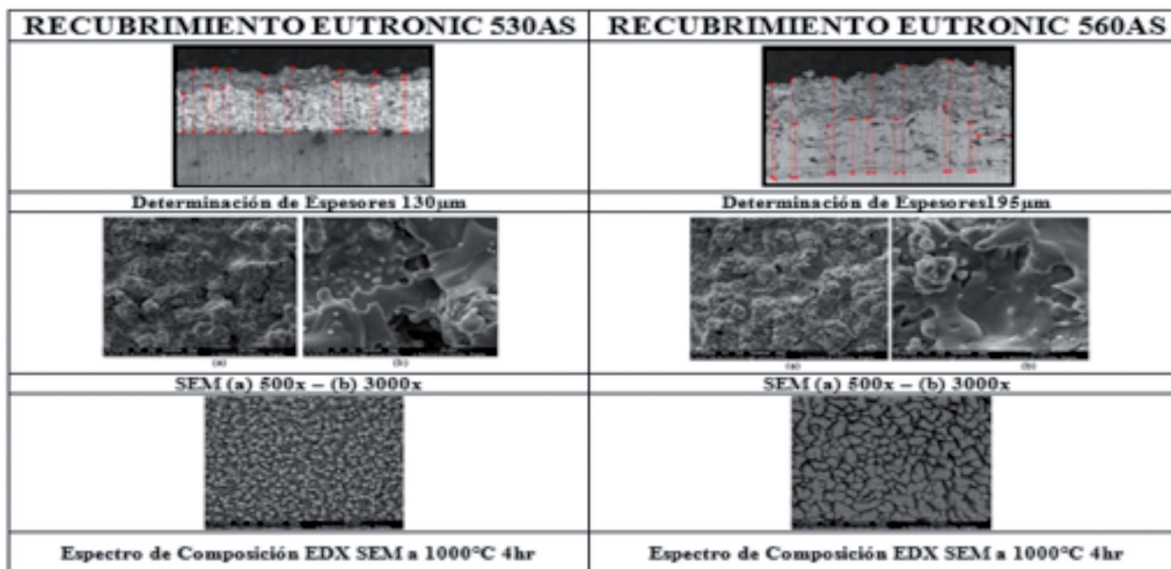 RECUBRIMIENTO EUTRONIC 530AS
RECUBRIMIENTO EUTRONIC 560AS
Determinación de Espesores 130µm
Determinación de Espesores195µm
(a)
(b)
(a)
(b)
SEM (a) 500x – (b) 3000x
SEM (a) 500x – (b) 3000x
Espectro de Composición EDX SEM a 1000°C 4hr
Espectro de Composición EDX SEM a 1000°C 4hr